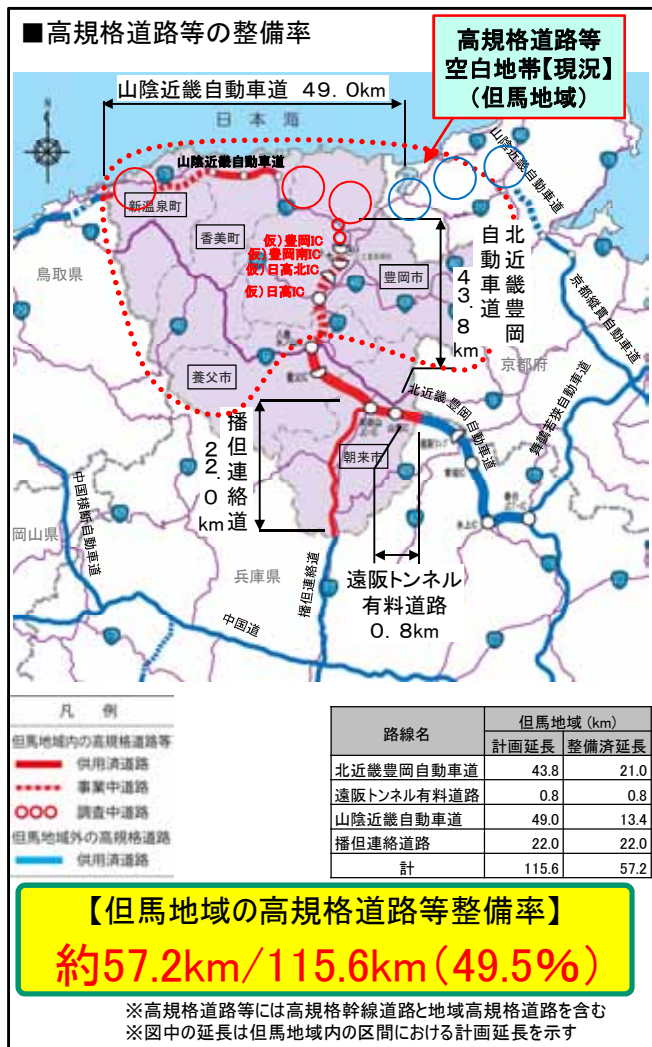 ■高規格道路等の整備率
高規格道路等
空白地帯【現況】
(但馬地域)
山陰近畿自動車道 49.0km
日本海
山陰近畿自動車道
山陰近畿自動車道
新温泉町
香美町
仮)豊岡IC
仮)豊岡南IC
仮)日高北IC
仮)日高IC
豊岡市
北近畿豊岡
自動車道
43.8km
鳥取県
京都縦貫自動車道
京都府
養父市
北近畿豊岡自動車道
舞鶴若狭自動車道
播但連絡道
22.0km
朝来市
中国横断自動車道
岡山県
兵庫県
播但連絡道
遠阪トンネル
有料道路
0.8km
中国道
凡 例
但馬地域内の高規格道路等
供用済道路
事業中道路
調査中道路
但馬地域外の高規格道路
供用済道路
路線名 但馬地域(km)
計画延長 整備済延長
北近畿豊岡自動車道 43.8 21.0
遠阪トンネル有料道路 0.8 0.8
山陰近畿自動車道 49.0 13.4
播但連絡道路 22.0 22.0
計 115.6 57.2
【但馬地域の高規格道路等整備率】
約57.2km/115.6km(49.5%)
※高規格道路等には高規格幹線道路と地域高規格道路を含む
※図中の延長は但馬地域内の区間における計画延長を示す